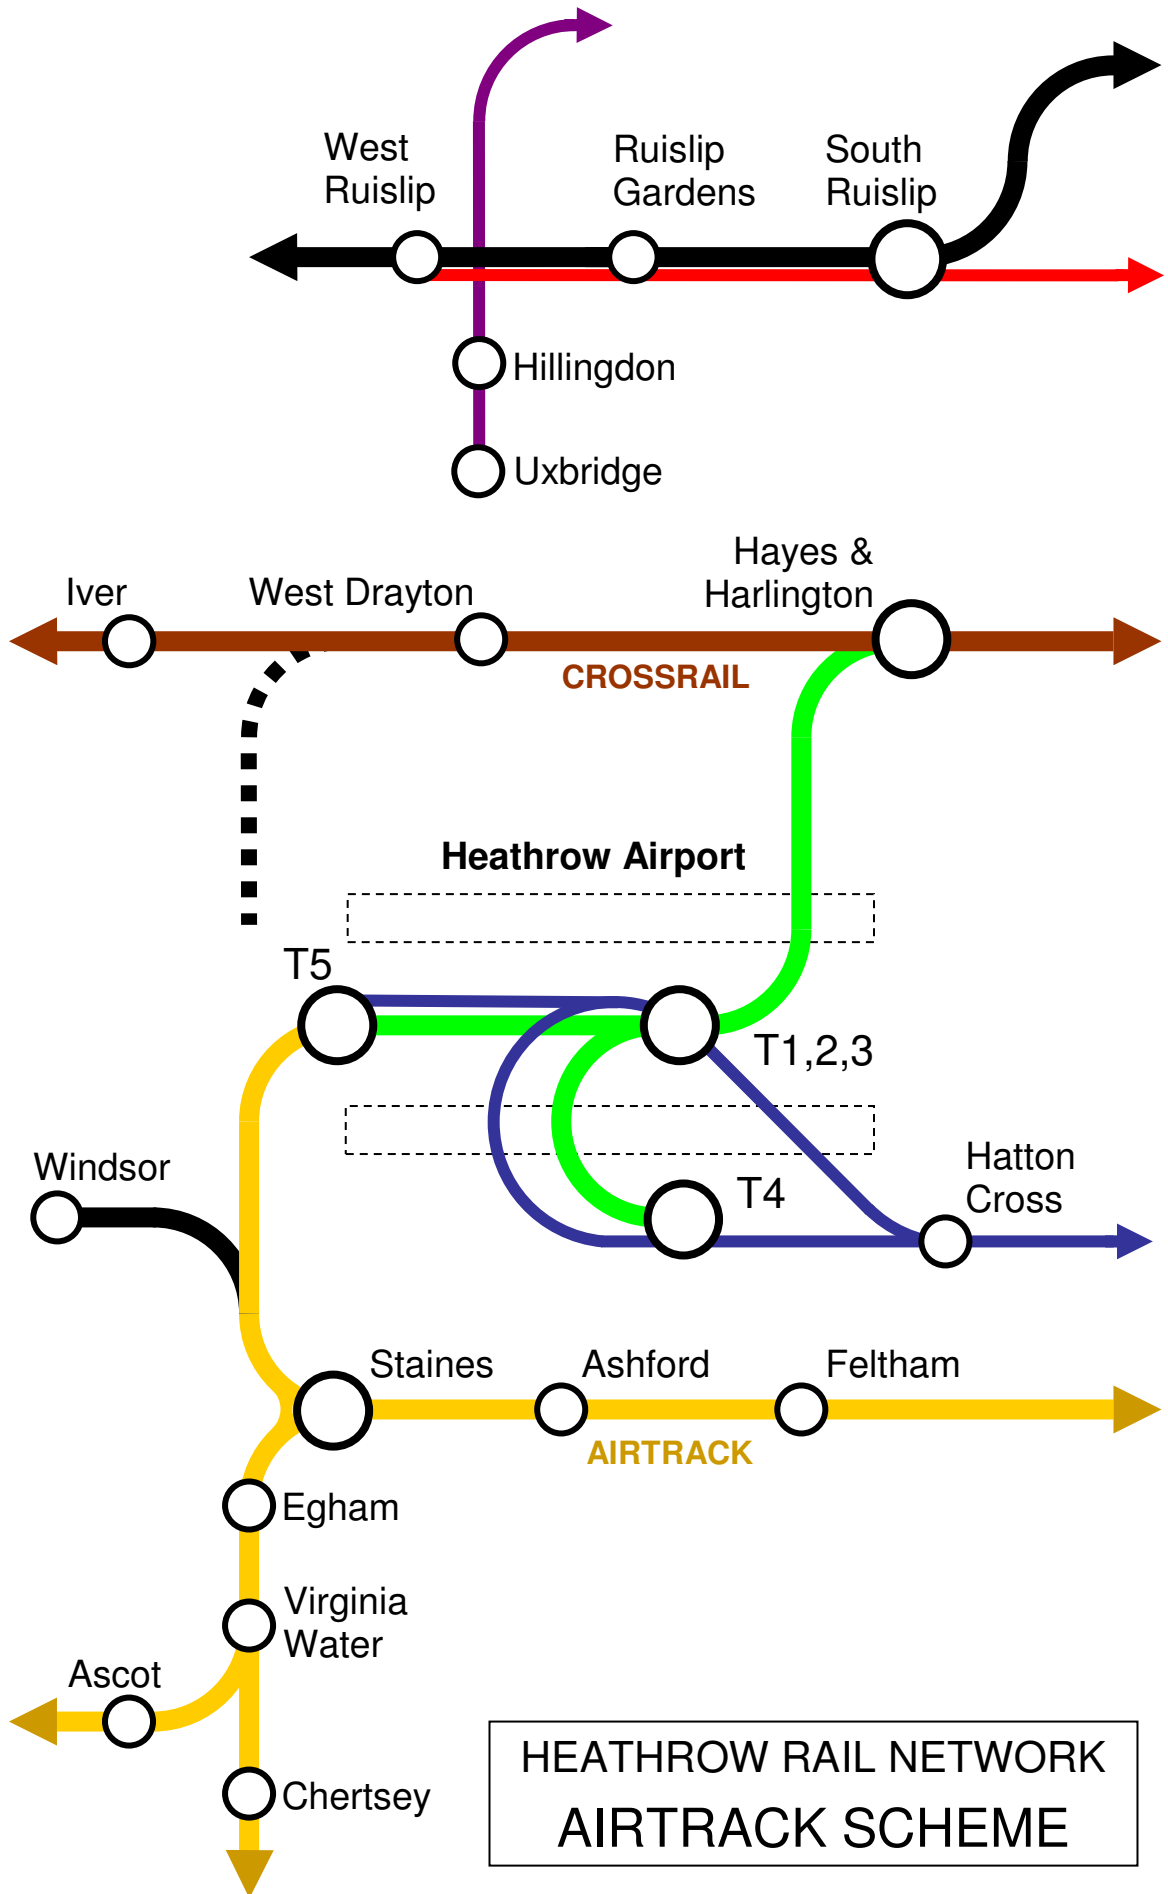 West
Ruislip
Ruislip
Gardens
South
Ruislip
Hillingdon
Uxbridge
Hayes &
Harlington
Iver
West Drayton
CROSSRAIL
Heathrow Airport
T5
T1,2,3
Windsor
T4
Hatton
Cross
Staines
Ashford
Feltham
AIRTRACK
Egham
Virginia
Water
Ascot
Chertsey
HEATHROW RAIL NETWORK
AIRTRACK SCHEME